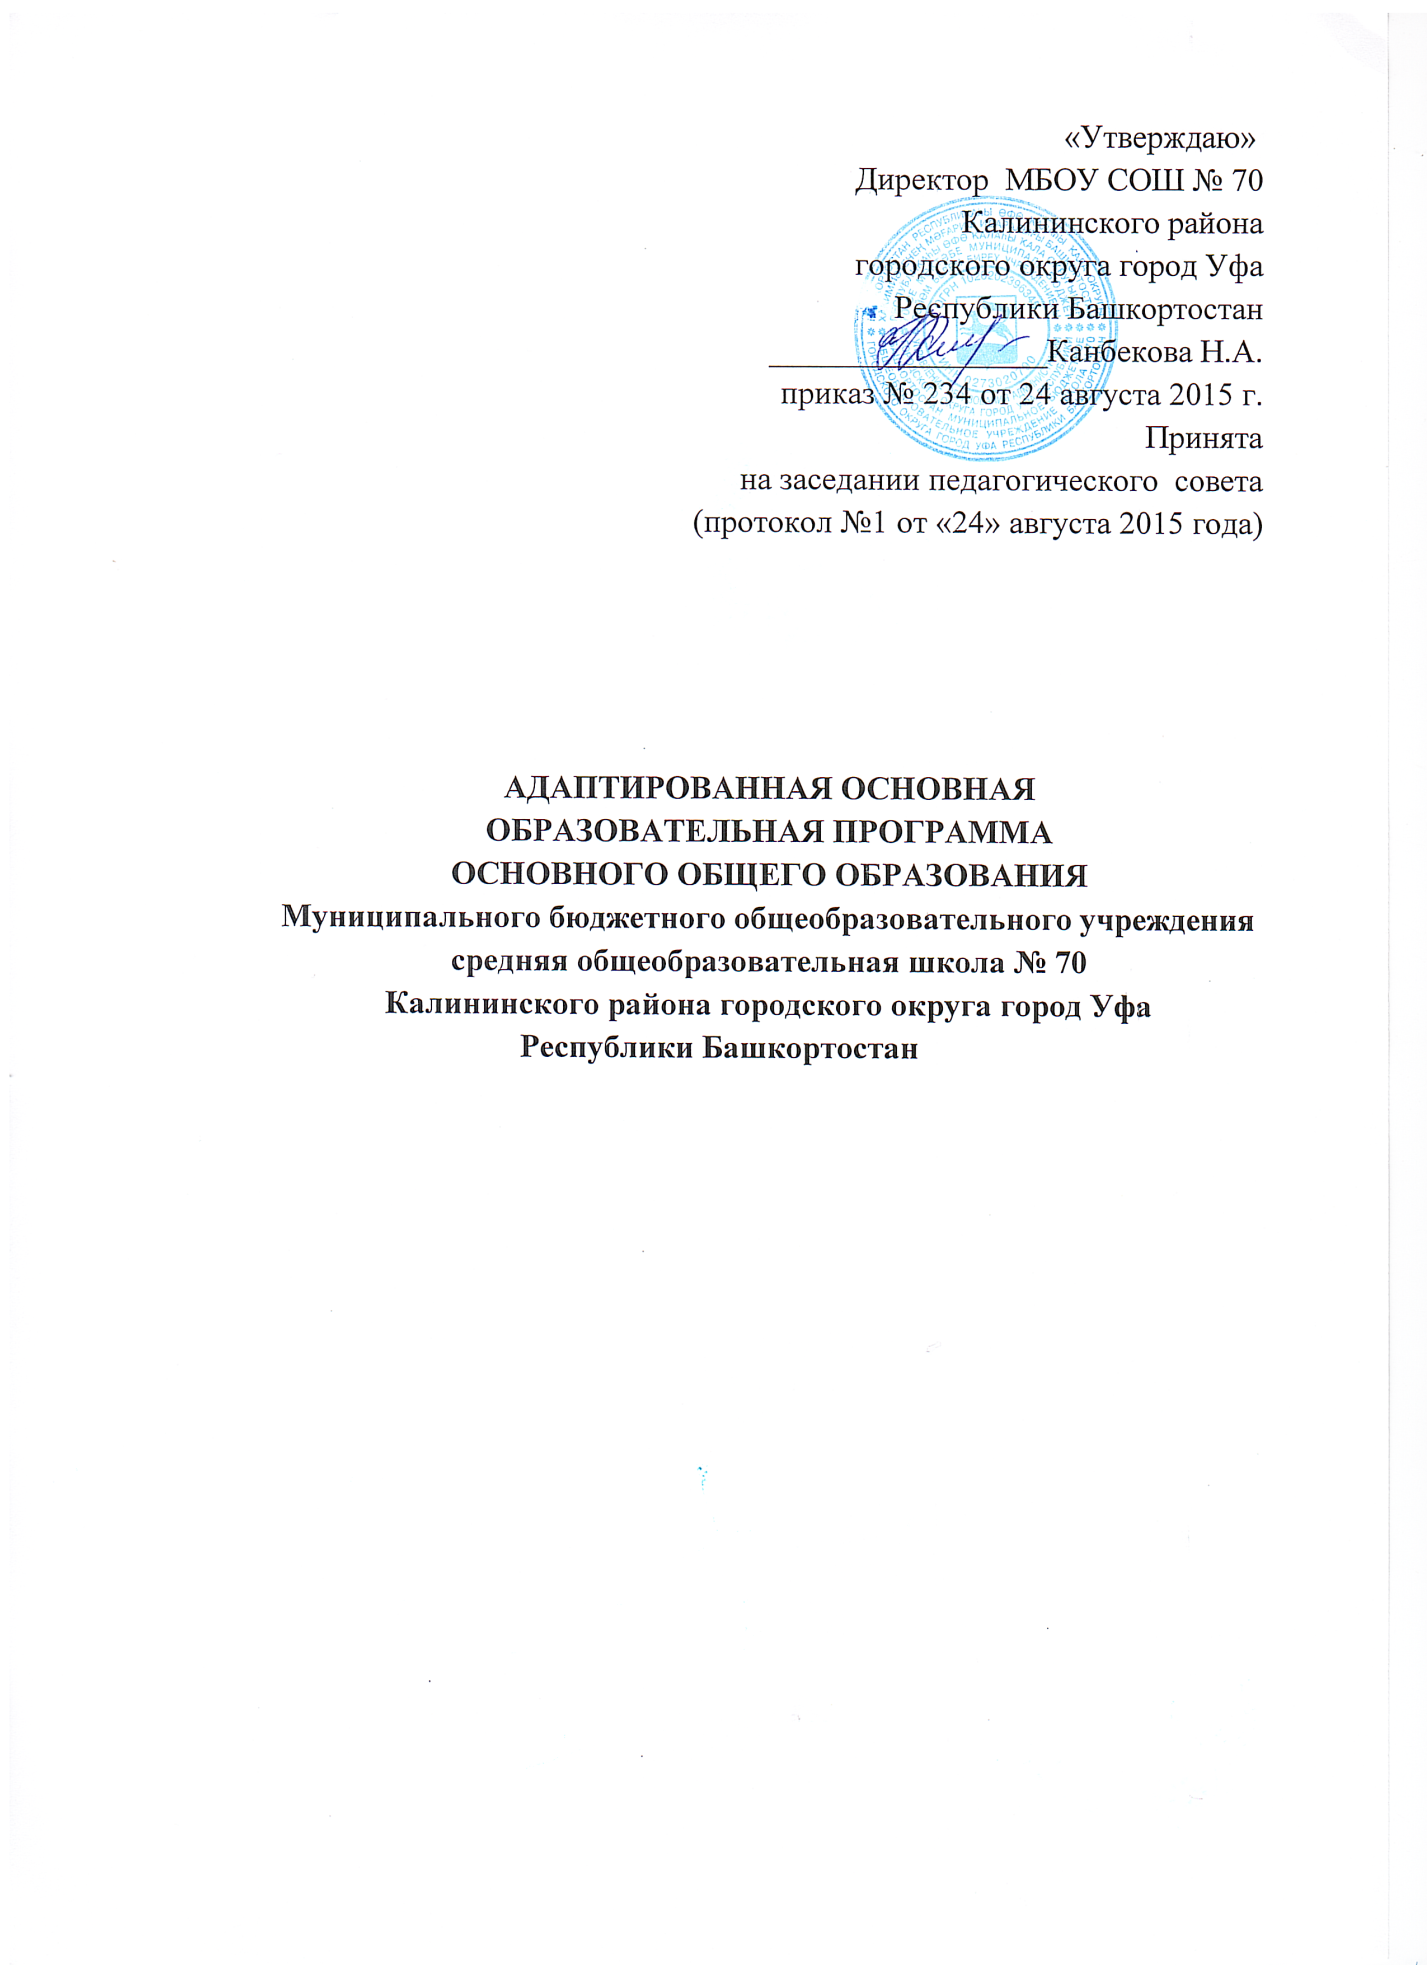 «Утверждаю»
Директор МБОУ СОШ № 70
Калининского района
городского округа город Уфа
Республики Башкортостан
Канбекова Н.А.
приказ № 234 от 24 августа 2015 г.
Принята
на заседании педагогического совета
(протокол №1 от «24» августа 2015 года)
АДАПТИРОВАННАЯ ОСНОВНАЯ
ОБРАЗОВАТЕЛЬНАЯ ПРОГРАММА
ОСНОВНОГО ОБЩЕГО ОБРАЗОВАНИЯ
Муниципального бюджетного общеобразовательного учреждения
средняя общеобразовательная школа № 70
Калининского района городского округа город Уфа
Республики Башкортостан